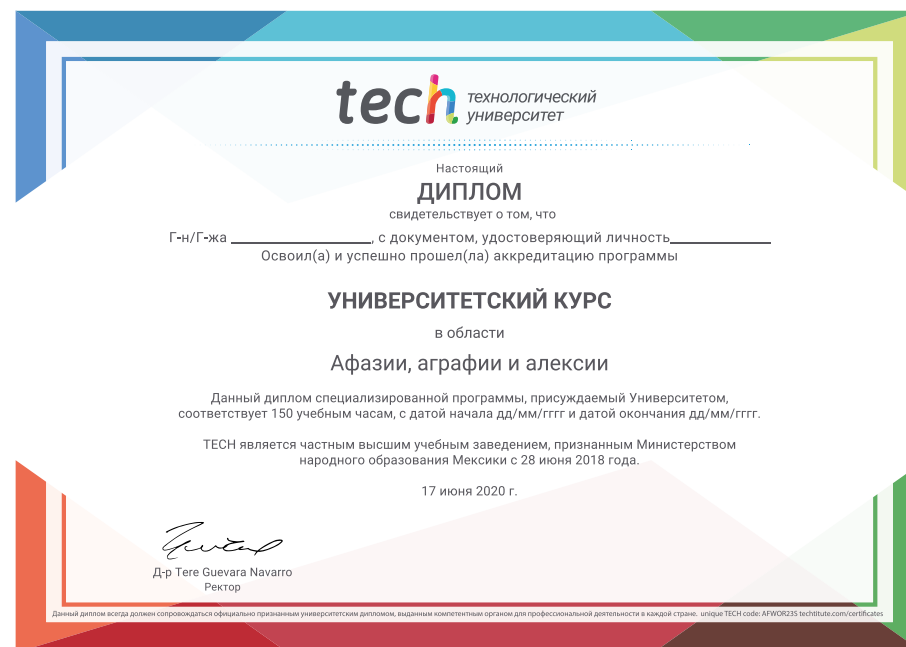 tech технологический
университет
Настоящий
ДИПЛОМ
свидетельствует о том, что
Г-н/Г-жа ____________________, с документом, удостоверяющий личность______________
Освоил(а) и успешно прошел(ла) аккредитацию программы
УНИВЕРСИТЕТСКИЙ КУРС
в области
Афазии, аграфии и алексии
Данный диплом специализированной программы, присуждаемый Университетом,
соответствует 150 учебным часам, с датой начала дд/мм/гггг и датой окончания дд/мм/гггг.
TECH является частным высшим учебным заведением, признанным Министерством
народного образования Мексики с 28 июня 2018 года.
17 июня 2020 г.
Д-р Tere Guevara Navarro
Ректор
Данный диплом всегда должен сопровождаться официально признанным университетским дипломом, выданным компетентным органом для профессиональной деятельности в каждой стране. unique TECH code: AFWOR23S techtitute.com/certificates